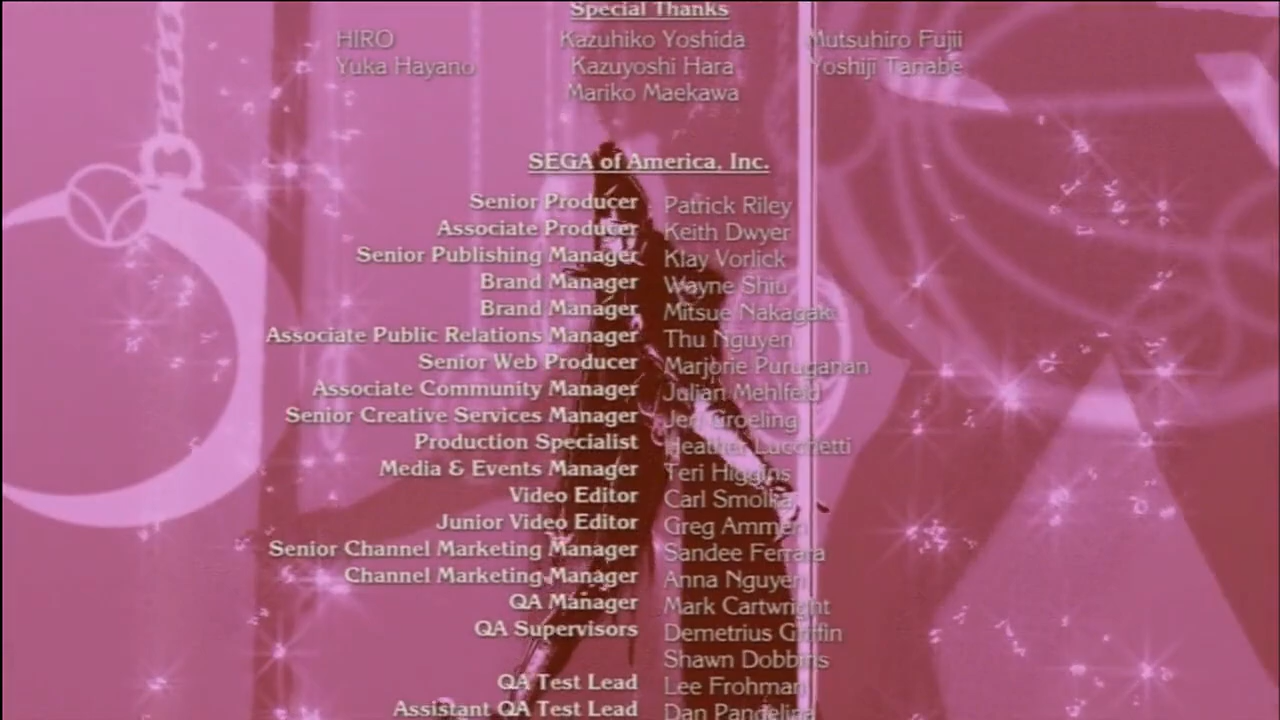 Special Thanks
HIRO Kazuhiko Yoshida Mutsuhiro Fujii
Yuka Hayano Kazuyoshi Hara Yoshiji Tanabe
Mariko Maekawa
SEGA of America, Inc.
Senior Producer Patrick Riley
Associate Producer Keith Dwyer
Senior Publishing Manager Klay Vorlick
Brand Manager Wayne Shiu
Brand Manager Mitsue Nakagaki
Associate Public Relations Manager Thu Nguyen
Senior Web Producer Marjorie Puruganan
Associate Community Manager Julian Mehlfeld
Senior Creative Services Manager Jen Groeling
Production Specialist Heather Lucchetti
Media & Events Manager Teri Higgins
Video Editor Carl Smolka
Junior Video Editor Greg Ammen
Senior Channel Marketing Manager Sandee Ferrara
Channel Marketing Manager Anna Nguyen
QA Manager Mark Cartwright
QA Supervisors Demetrius Griffin
Shawn Dobbins
QA Test Lead Lee Frohman
Assistant QA Test Lead Dan Pandelina